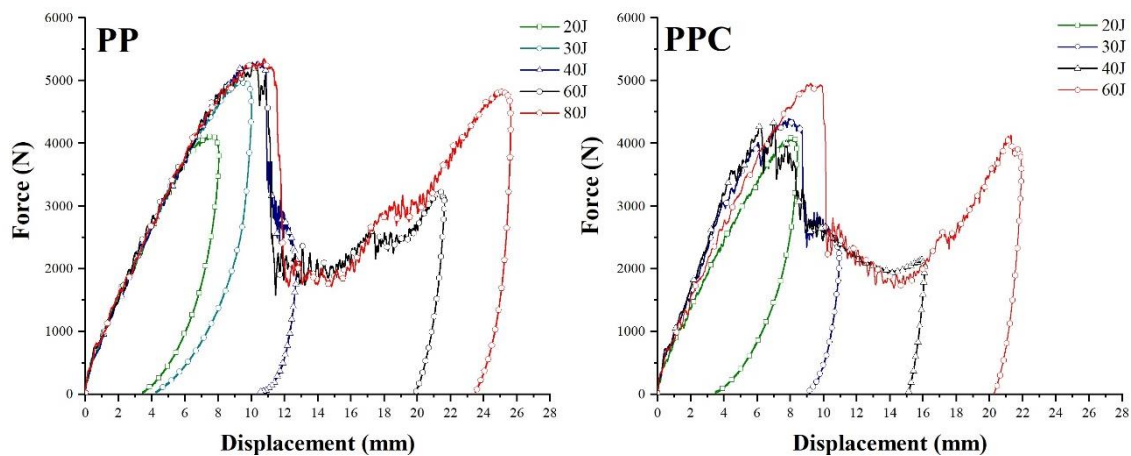 PP
20J
30J
40J
60J
80J
6000
5000
4000
3000
2000
1000
0
Force (N)
0 2 4 6 8 10 12 14 16 18 20 22 24 26 28
Displacement (mm)
PPC
20J
30J
40J
60J
6000
5000
4000
3000
2000
1000
0
Force (N)
0 2 4 6 8 10 12 14 16 18 20 22 24 26 28
Displacement (mm)